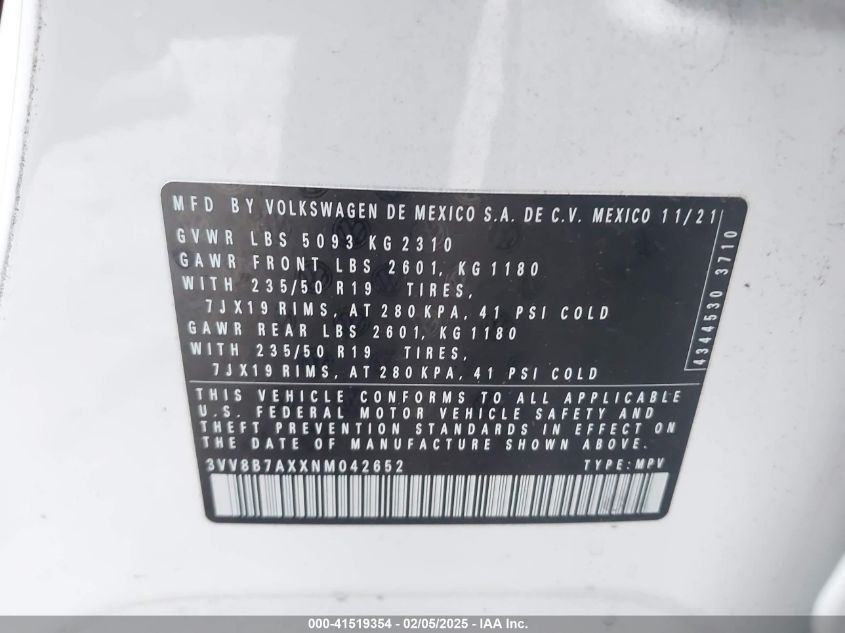 MFD BY VOLKSWAGEN DE MEXICO S.A. DE C.V. MEXICO 11/21
GVWR LBS 5093 KG 2310
GAWR FRONT LBS 2601, KG 1180
WITH 235/50 R19 TIRES,
7JX19 RIMS, AT 280 KPA, 41 PSI COLD
GAWR REAR LBS 2601, KG 1180
WITH 235/50 R19 TIRES,
7JX19 RIMS, AT 280 KPA, 41 PSI COLD
4344530 3710
THIS VEHICLE CONFORMS TO ALL APPLICABLE
U.S. FEDERAL MOTOR VEHICLE SAFETY AND
THEFT PREVENTION STANDARDS IN EFFECT ON
THE DATE OF MANUFACTURE SHOWN ABOVE.
3VV8B7AXXNM042652 TYPE: MPV
000-41519354 - 02/05/2025 - IAAI.com